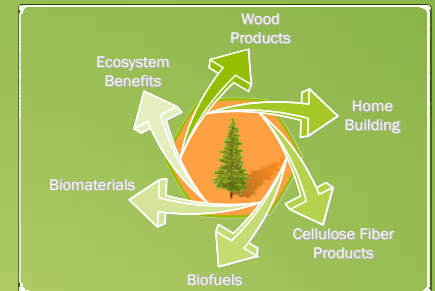 Wood
Products
Ecosystem
Benefits
Home
Building
Biomaterials
Cellulose Fiber
Products
Biofuels